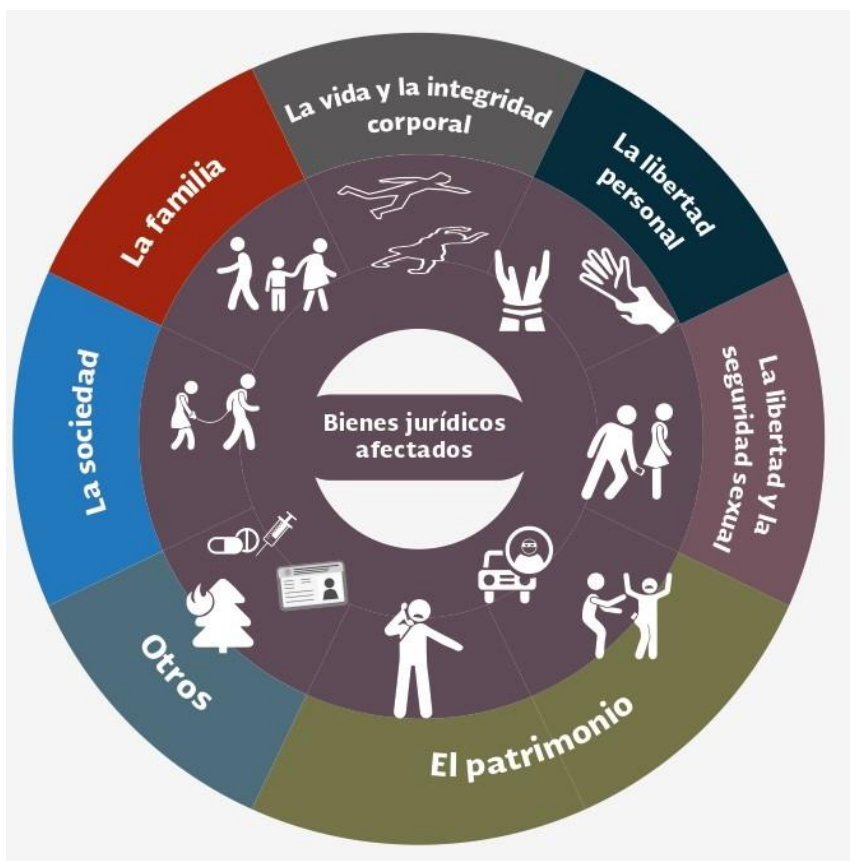 La vida y la integridad
corporal
La libertad
personal
La libertad y la
seguridad sexual
El patrimonio
Otros
La sociedad
La familia
Bienes jurídicos
afectados